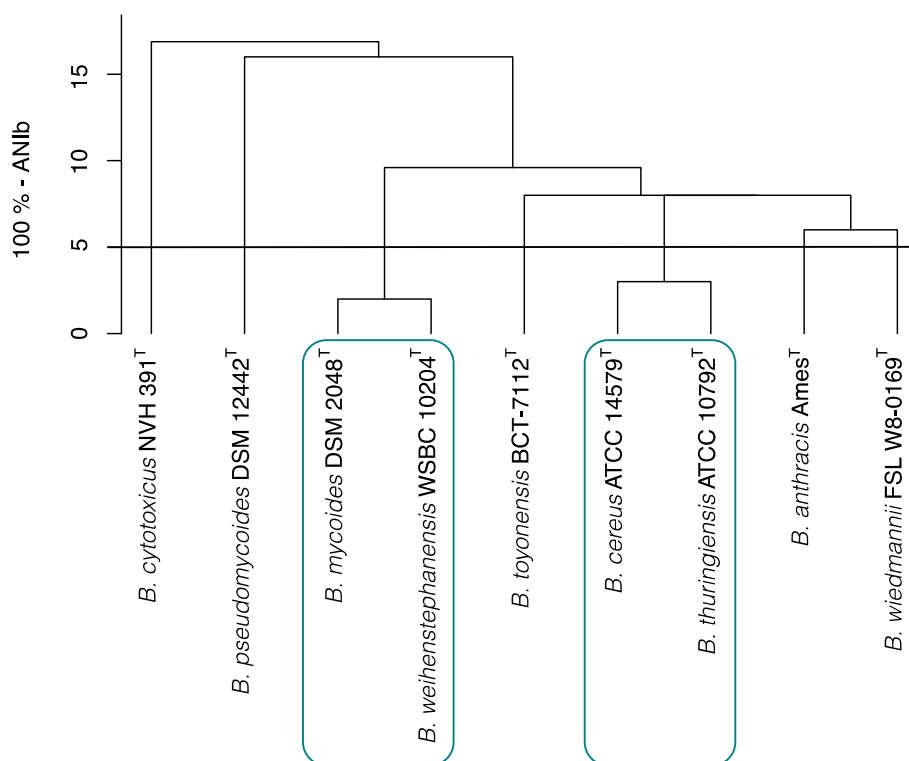 100 % - ANIb
15
10
5
0
B. cytotoxicus NVH 391ᵀ
B. pseudomycoides DSM 12442ᵀ
B. mycoides DSM 2048ᵀ
B. weihenstephanensis WSBC 10204ᵀ
B. toyonensis BCT-7112ᵀ
B. cereus ATCC 14579ᵀ
B. thuringiensis ATCC 10792ᵀ
B. anthracis Amesᵀ
B. wiedmannii FSL W8-0169ᵀ